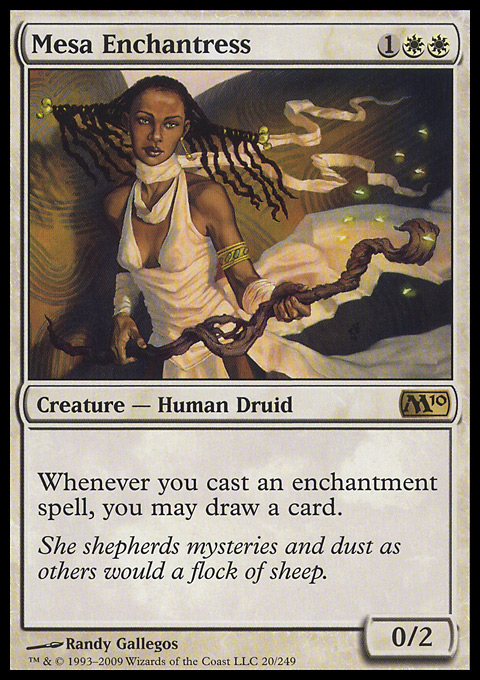 Mesa Enchantress 1
Creature — Human Druid M10
Whenever you cast an enchantment
spell, you may draw a card.
She shepherds mysteries and dust as
others would a flock of sheep.
Randy Gallegos
™ & © 1993–2009 Wizards of the Coast LLC 20/249
0/2